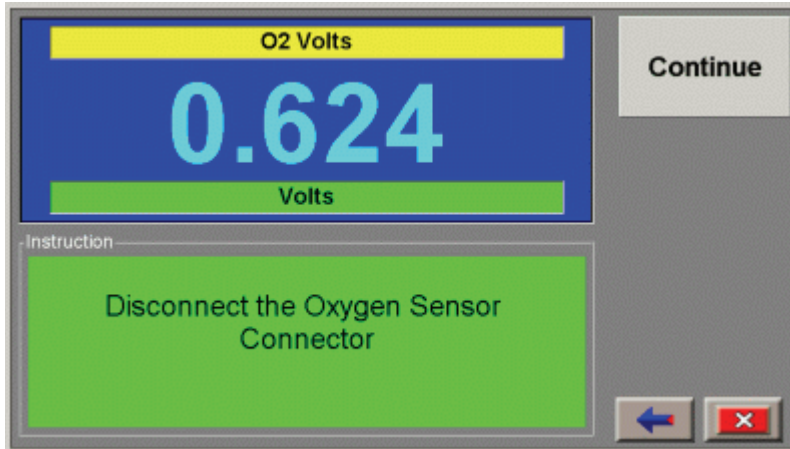 O2 Volts
0.624
Volts
Continue
Instruction
Disconnect the Oxygen Sensor
Connector